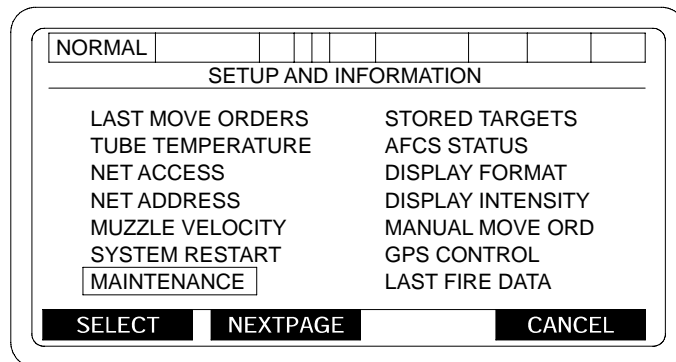 NORMAL
SETUP AND INFORMATION
LAST MOVE ORDERS
TUBE TEMPERATURE
NET ACCESS
NET ADDRESS
MUZZLE VELOCITY
SYSTEM RESTART
MAINTENANCE
STORED TARGETS
AFCS STATUS
DISPLAY FORMAT
DISPLAY INTENSITY
MANUAL MOVE ORD
GPS CONTROL
LAST FIRE DATA
SELECT NEXTPAGE CANCEL